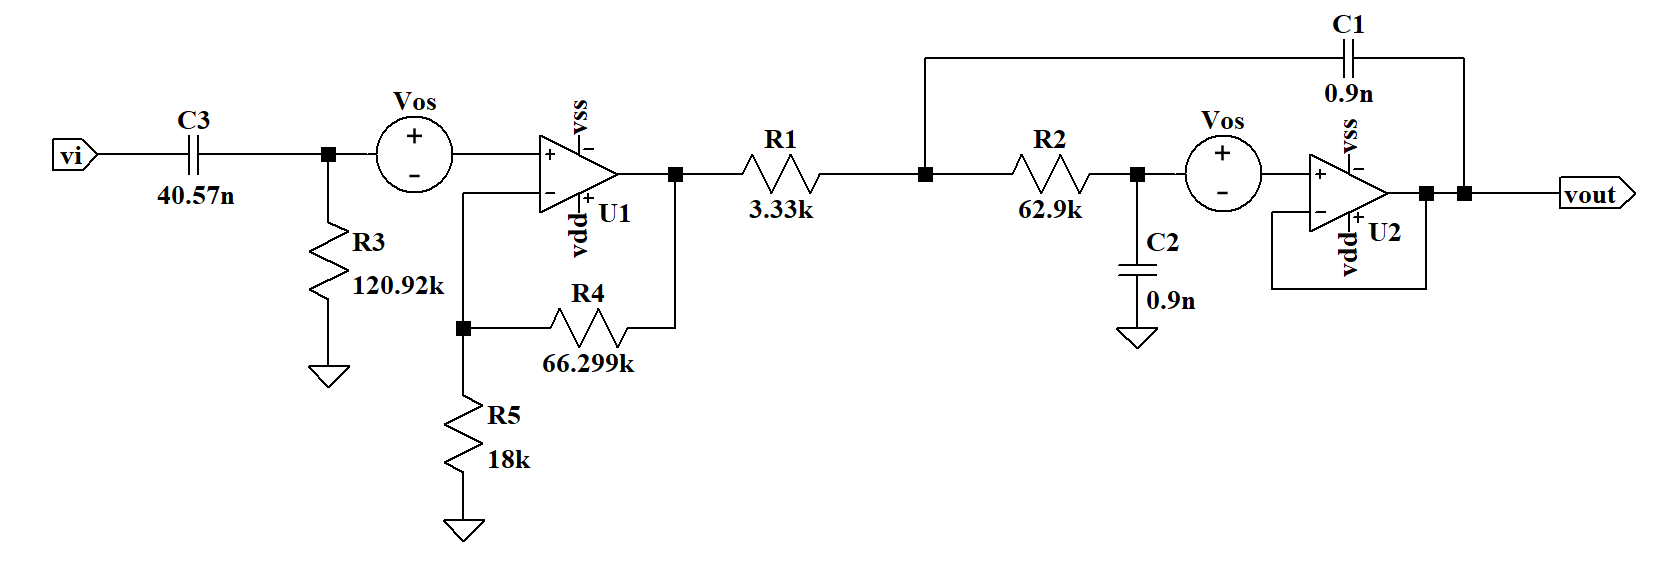 vi
C3
40.57n
R3
120.92k
Vos
+
-
vss
+
-
-
+
vdd
U1
R4
66.299k
R5
18k
R1
3.33k
C1
0.9n
R2
62.9k
C2
0.9n
Vos
+
-
vss
+
-
-
+
vdd
U2
vout